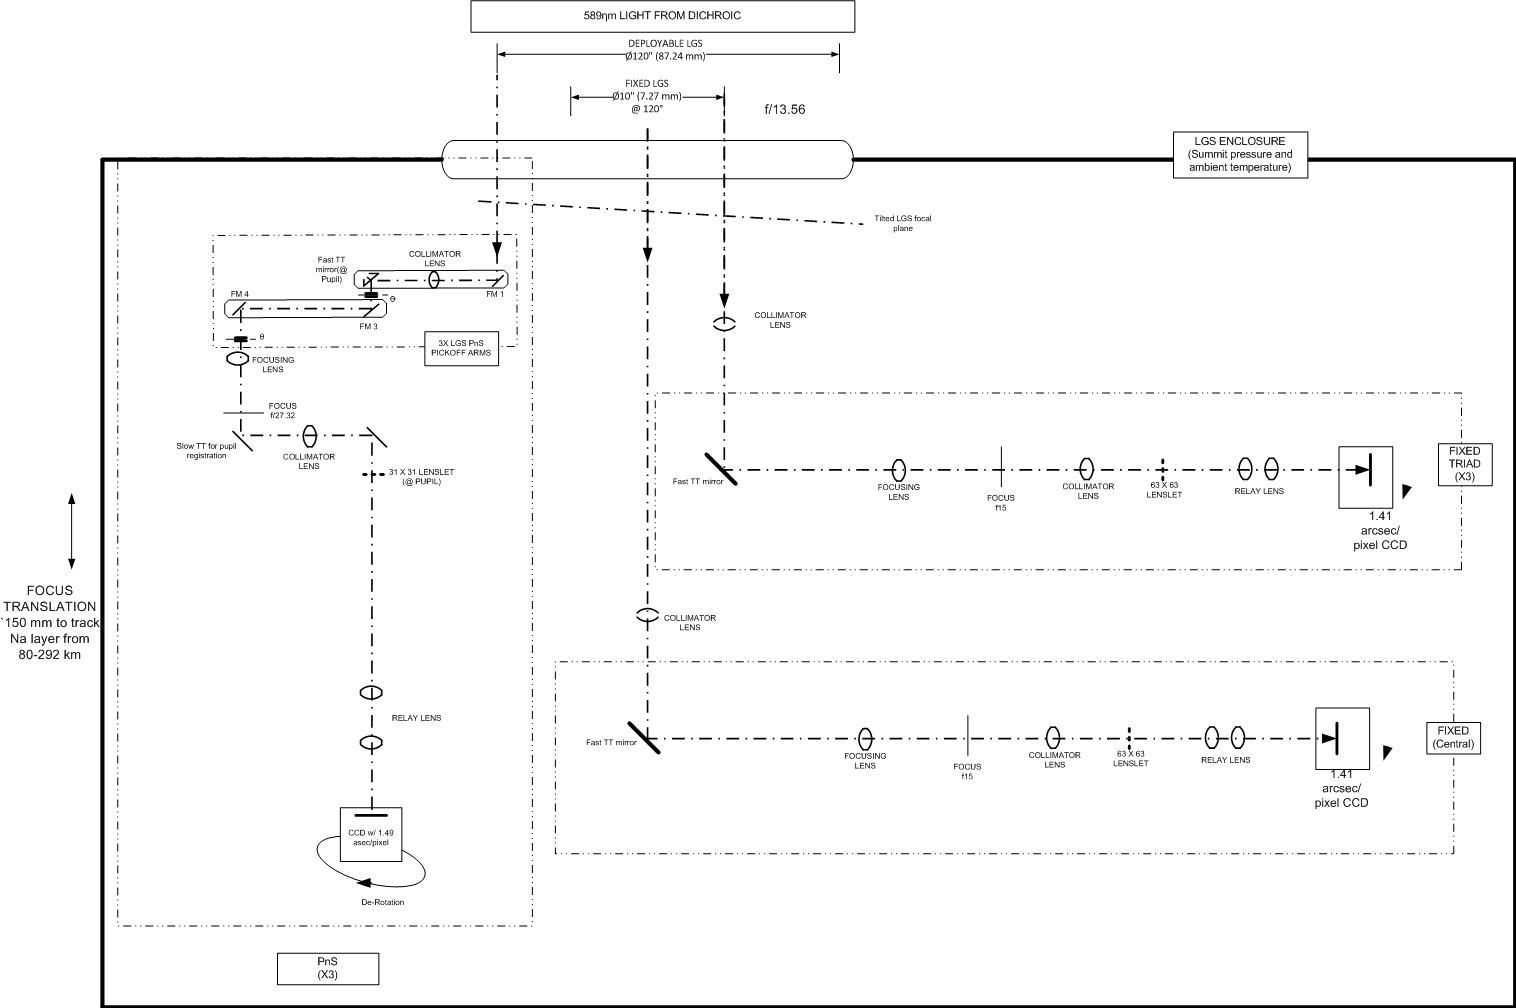 589ηm LIGHT FROM DICHROIC
DEPLOYABLE LGS
Ø120" (87.24 mm)
FIXED LGS
Ø10" (7.27 mm)
@ 120"
f/13.56
LGS ENCLOSURE
(Summit pressure and
ambient temperature)
Tilted LGS focal
plane
COLLIMATOR
LENS
Fast TT
mirror(@
Pupil)
FM 1
FM 4
Θ
FM 3
θ
3X LGS PnS
PICKOFF ARMS
FOCUSING
LENS
COLLIMATOR
LENS
FOCUS
f/27.32
Slow TT for pupil
registration
COLLIMATOR
LENS
31 X 31 LENSLET
(@ PUPIL)
Fast TT mirror
FOCUSING
LENS
FOCUS
f15
COLLIMATOR
LENS
63 X 63
LENSLET
RELAY LENS
1.41
arcsec/
pixel CCD
FIXED
TRIAD
(X3)
FOCUS
TRANSLATION
`150 mm to track
Na layer from
80-292 km
COLLIMATOR
LENS
RELAY LENS
Fast TT mirror
FOCUSING
LENS
FOCUS
f15
COLLIMATOR
LENS
63 X 63
LENSLET
RELAY LENS
1.41
arcsec/
pixel CCD
FIXED
(Central)
CCD w/ 1.49
asec/pixel
De-Rotation
PnS
(X3)